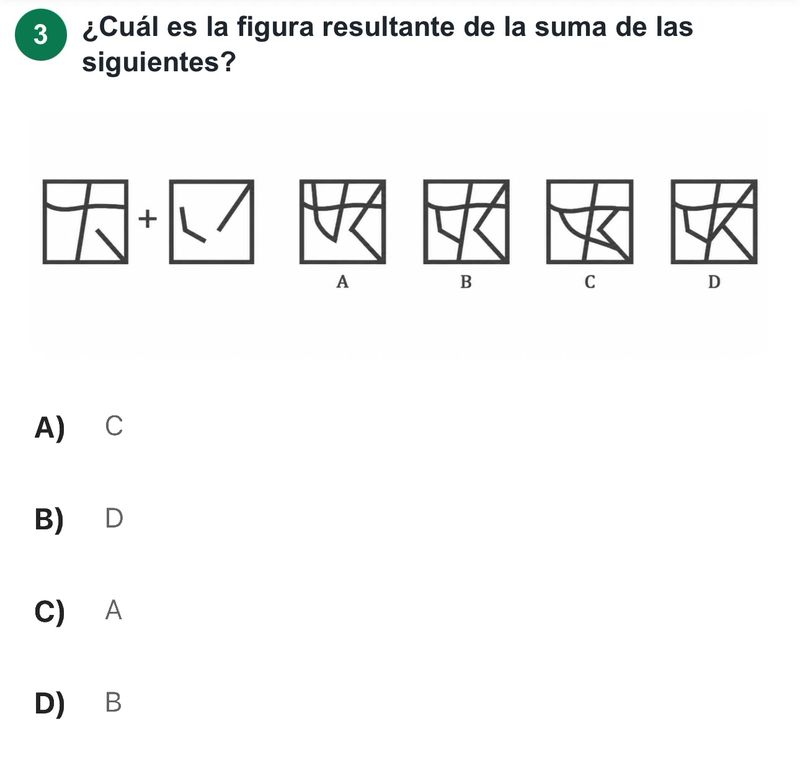 3 ¿Cuál es la figura resultante de la suma de las
siguientes?
+
A B C D
A) C
B) D
C) A
D) B